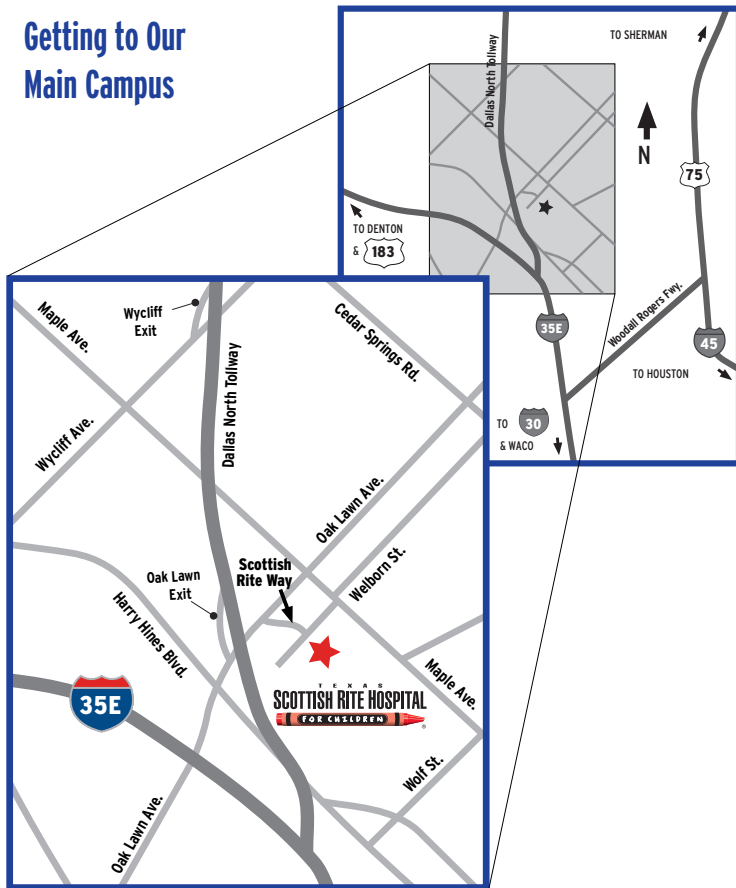 Getting to Our
Main Campus
TO SHERMAN
Dallas North Tollway
N
75
TO DENTON
& 183
35E
Woodall Rogers Fwy.
45
TO HOUSTON
TO 30
& WACO
Wycliff
Exit
Maple Ave.
Cedar Springs Rd.
Dallas North Tollway
Wycliff Ave.
Oak Lawn Ave.
Scottish
Rite Way
Welborn St.
Oak Lawn
Exit
Harry Hines Blvd.
Maple Ave.
35E
TEXAS
SCOTTISH RITE HOSPITAL
FOR CHILDREN
®
Wolf St.
Oak Lawn Ave.